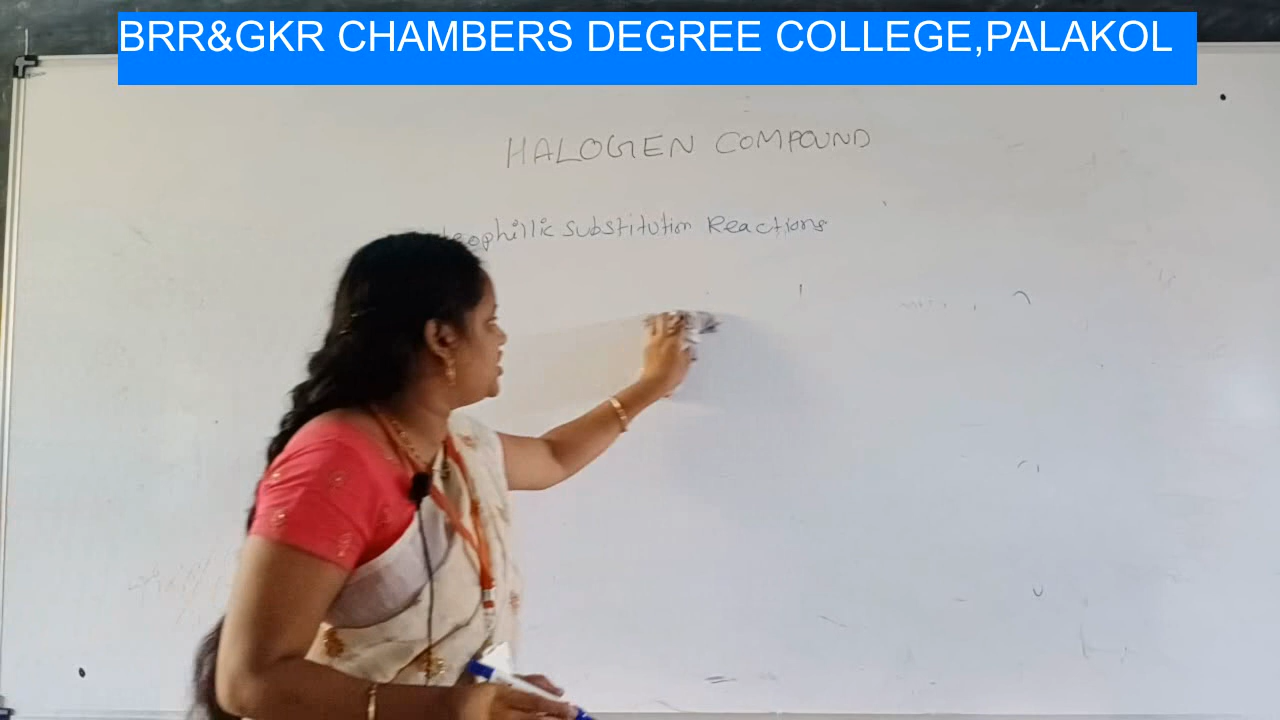 BRR&GKR CHAMBERS DEGREE COLLEGE,PALAKOL
HALOGEN COMPOUND
substitution Reactions